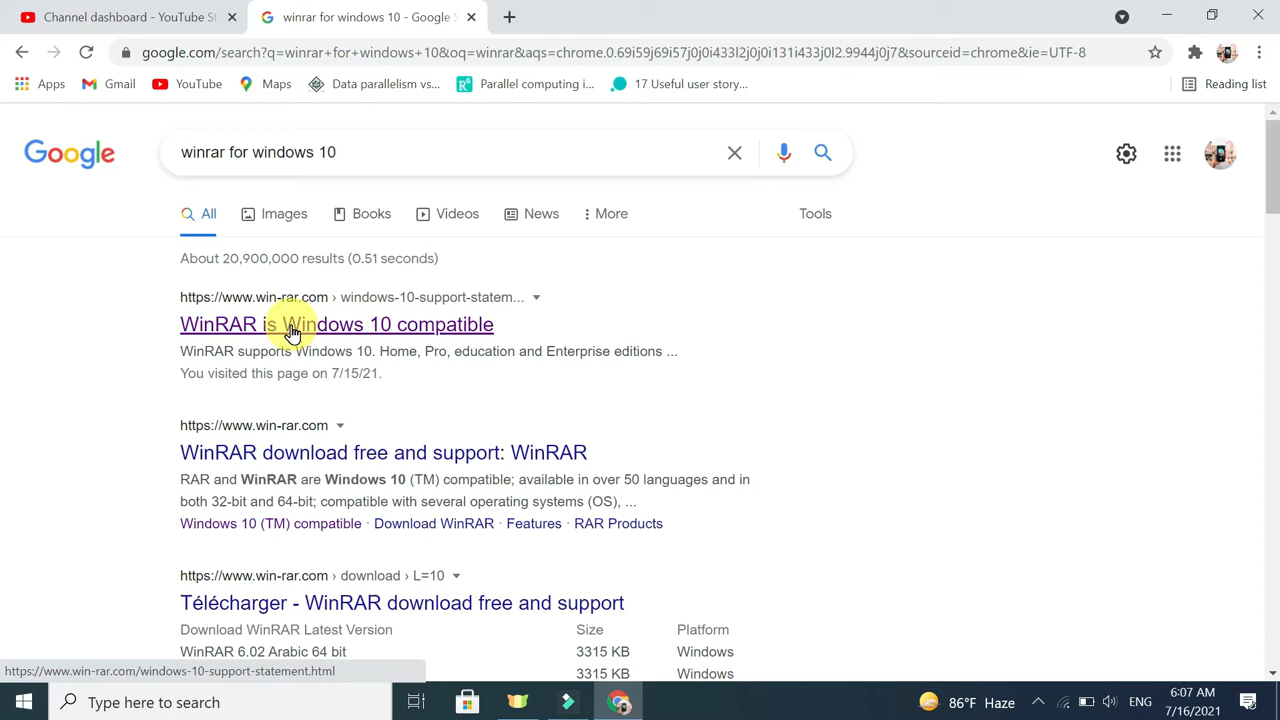 Channel dashboard - YouTube S
winrar for windows 10 - Google S
google.com/search?q=winrar+for+windows+10&oq=winrar&aqs=chrome.0.69i59j69i57j0j0i433l2j0j0i131i433j0l2.9944j0j7&sourceid=chrome&ie=UTF-8
Apps Gmail YouTube Maps Data parallelism vs... Parallel computing i... 17 Useful user story... Reading list
Google
winrar for windows 10
All Images Books Videos News More Tools
About 20,900,000 results (0.51 seconds)
https://www.win-rar.com › windows-10-support-statem...
WinRAR is Windows 10 compatible
WinRAR supports Windows 10. Home, Pro, education and Enterprise editions ...
You visited this page on 7/15/21.
https://www.win-rar.com
WinRAR download free and support: WinRAR
RAR and WinRAR are Windows 10 (TM) compatible; available in over 50 languages and in
both 32-bit and 64-bit; compatible with several operating systems (OS), ...
Windows 10 (TM) compatible · Download WinRAR · Features · RAR Products
https://www.win-rar.com › download › L=10
Télécharger - WinRAR download free and support
Download WinRAR Latest Version Size Platform
WinRAR 6.02 Arabic 64 bit 3315 KB Windows
3315 KB Windows
https://www.win-rar.com/windows-10-support-statement.html
Type here to search
86°F Haze
ENG
6:07 AM
7/16/2021